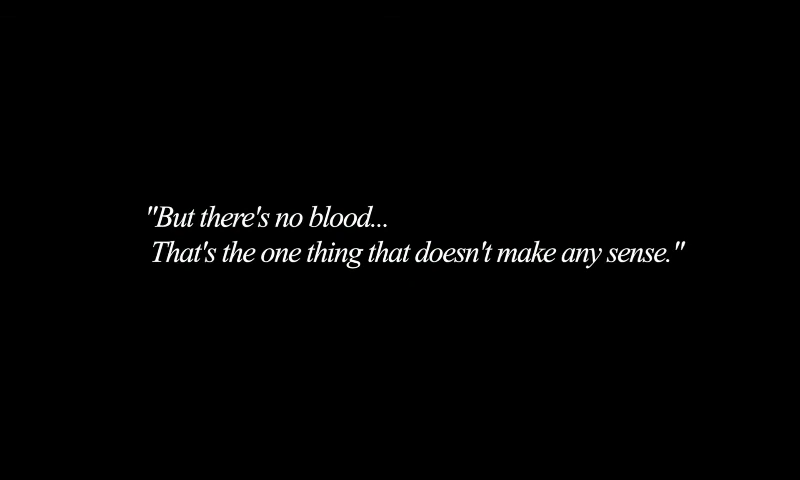 "But there's no blood...
That's the one thing that doesn't make any sense."